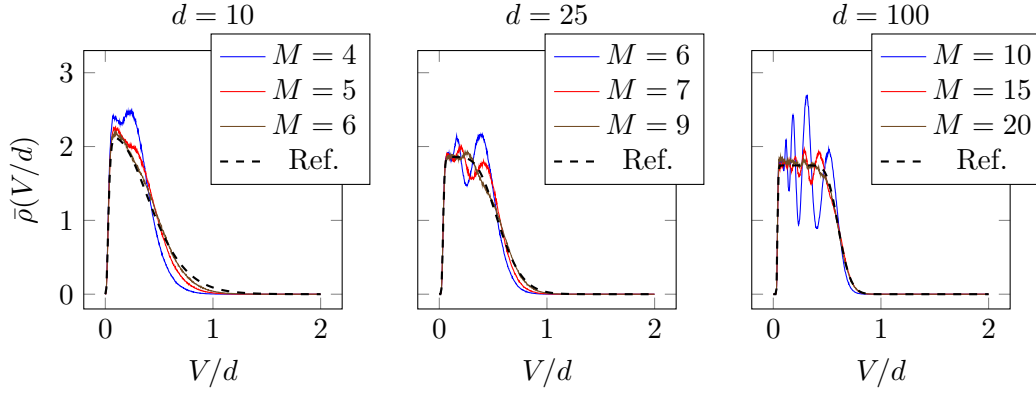 d = 10
d = 25
d = 100
M = 4
M = 5
M = 6
Ref.
M = 6
M = 7
M = 9
Ref.
M = 10
M = 15
M = 20
Ref.
3
2
1
0
ρ̄(V/d)
0 1 2
0 1 2
0 1 2
V/d
V/d
V/d